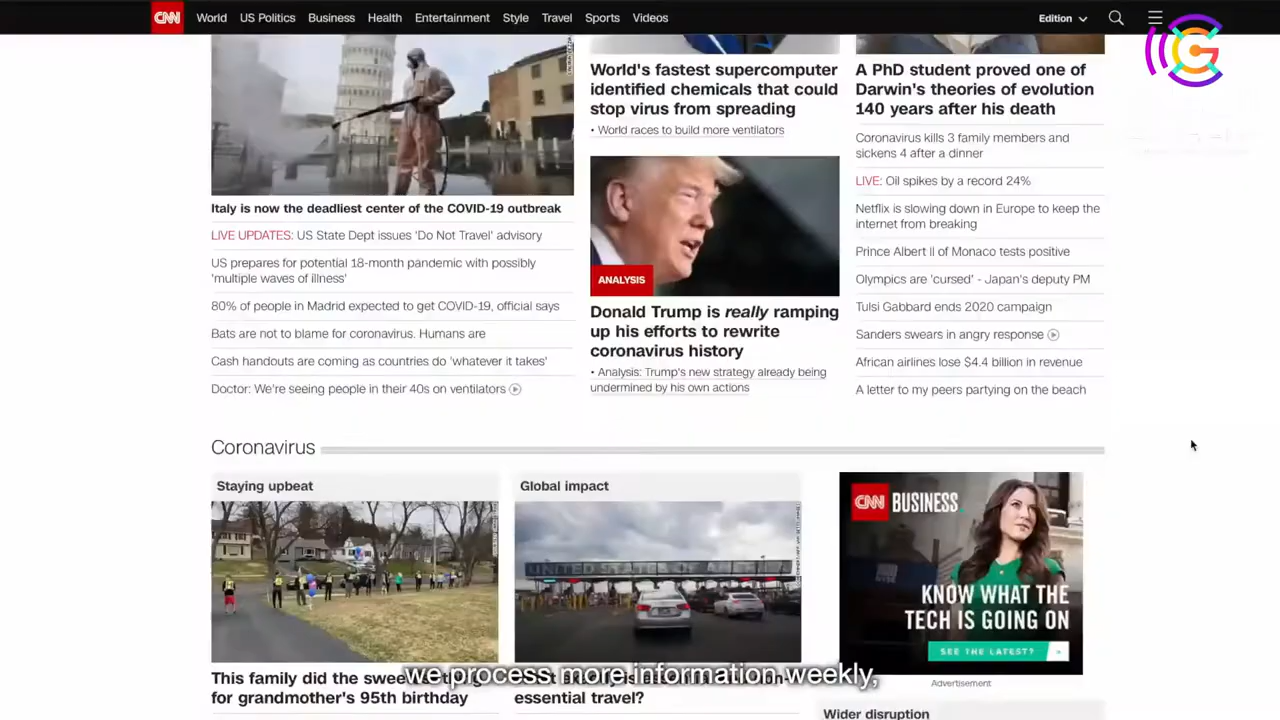 CNN World US Politics Business Health Entertainment Style Travel Sports Videos Edition
Italy is now the deadliest center of the COVID-19 outbreak
LIVE UPDATES: US State Dept issues 'Do Not Travel' advisory
US prepares for potential 18-month pandemic with possibly
'multiple waves of illness'
80% of people in Madrid expected to get COVID-19, official says
Bats are not to blame for coronavirus. Humans are
Cash handouts are coming as countries do 'whatever it takes'
Doctor: We're seeing people in their 40s on ventilators
World's fastest supercomputer
identified chemicals that could
stop virus from spreading
• World races to build more ventilators
ANALYSIS
Donald Trump is really ramping
up his efforts to rewrite
coronavirus history
• Analysis: Trump's new strategy already being
undermined by his own actions
A PhD student proved one of
Darwin's theories of evolution
140 years after his death
Coronavirus kills 3 family members and
sickens 4 after a dinner
LIVE: Oil spikes by a record 24%
Netflix is slowing down in Europe to keep the
internet from breaking
Prince Albert II of Monaco tests positive
Olympics are 'cursed' - Japan's deputy PM
Tulsi Gabbard ends 2020 campaign
Sanders swears in angry response
African airlines lose $4.4 billion in revenue
A letter to my peers partying on the beach
Coronavirus
Staying upbeat
This family did the
for grandmother's 95th birthday
Global impact
UNITED STATES OF
essential travel?
CNN BUSINESS
KNOW WHAT THE
TECH IS GOING ON
SEE THE LATEST?
Advertisement
Wider disruption
we process more information weekly,